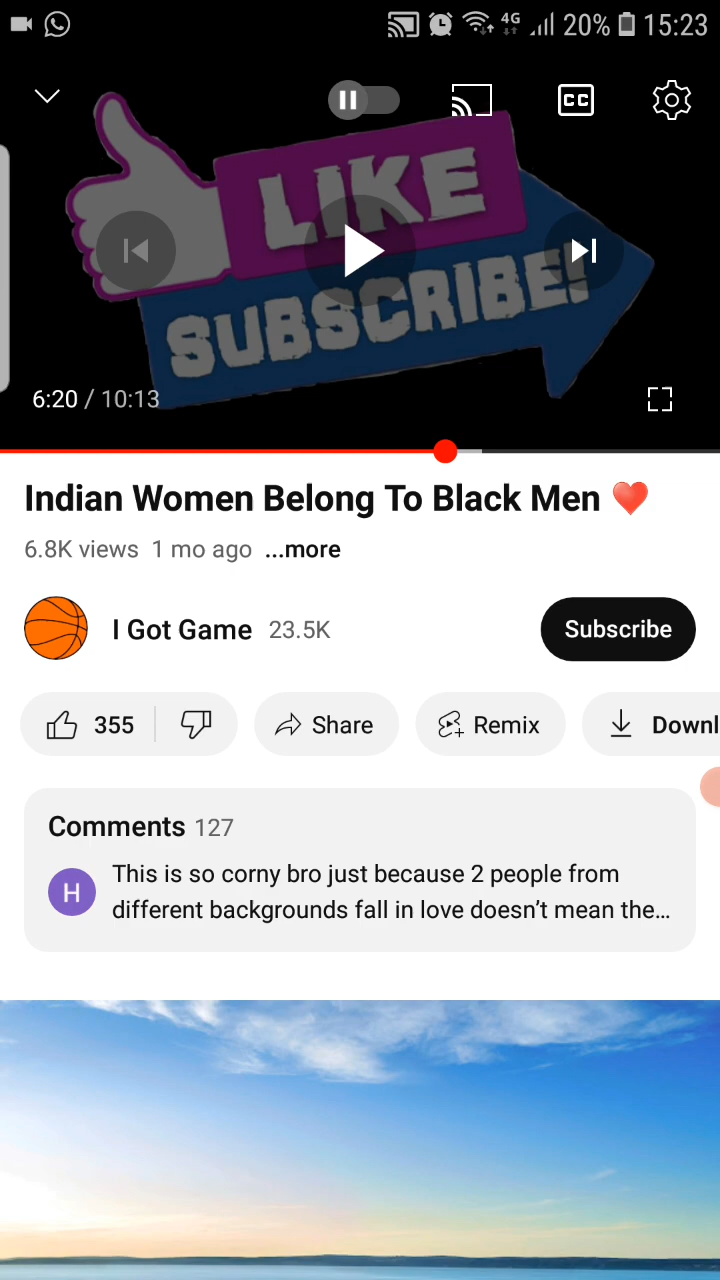 4G 20% 15:23
CC
LIKE
SUBSCRIBE!
6:20 / 10:13
Indian Women Belong To Black Men ❤️
6.8K views 1 mo ago ...more
I Got Game 23.5K Subscribe
355 Share Remix Downl
Comments 127
H
This is so corny bro just because 2 people from
different backgrounds fall in love doesn’t mean the...